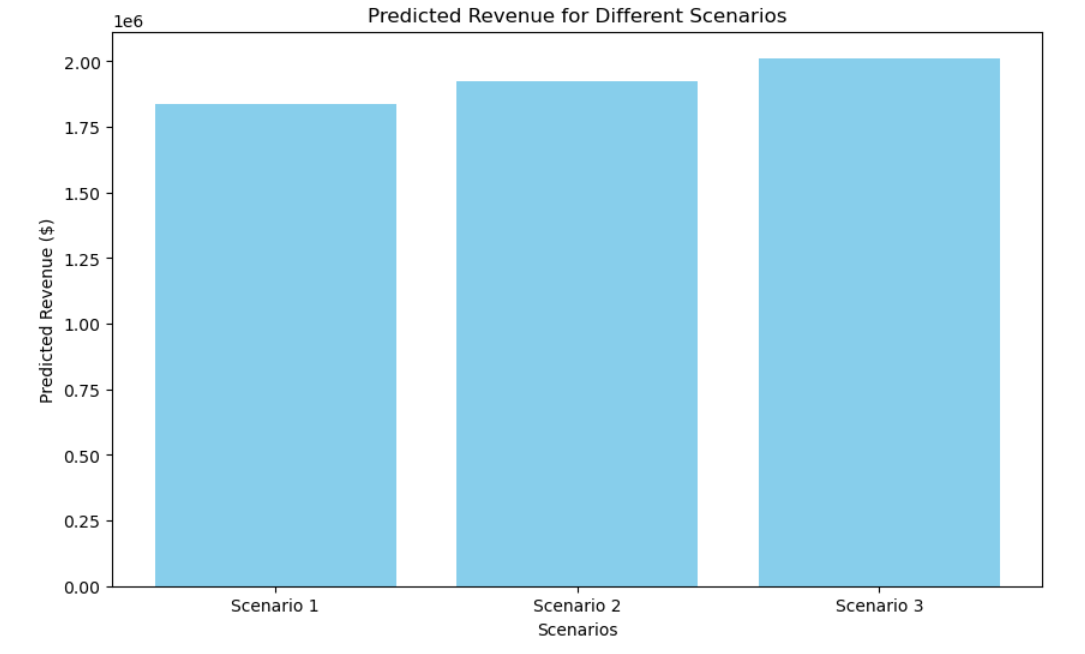 Predicted Revenue for Different Scenarios
1e6
2.00
1.75
1.50
1.25
1.00
0.75
0.50
0.25
0.00
Predicted Revenue ($)
Scenario 1 Scenario 2 Scenario 3
Scenarios